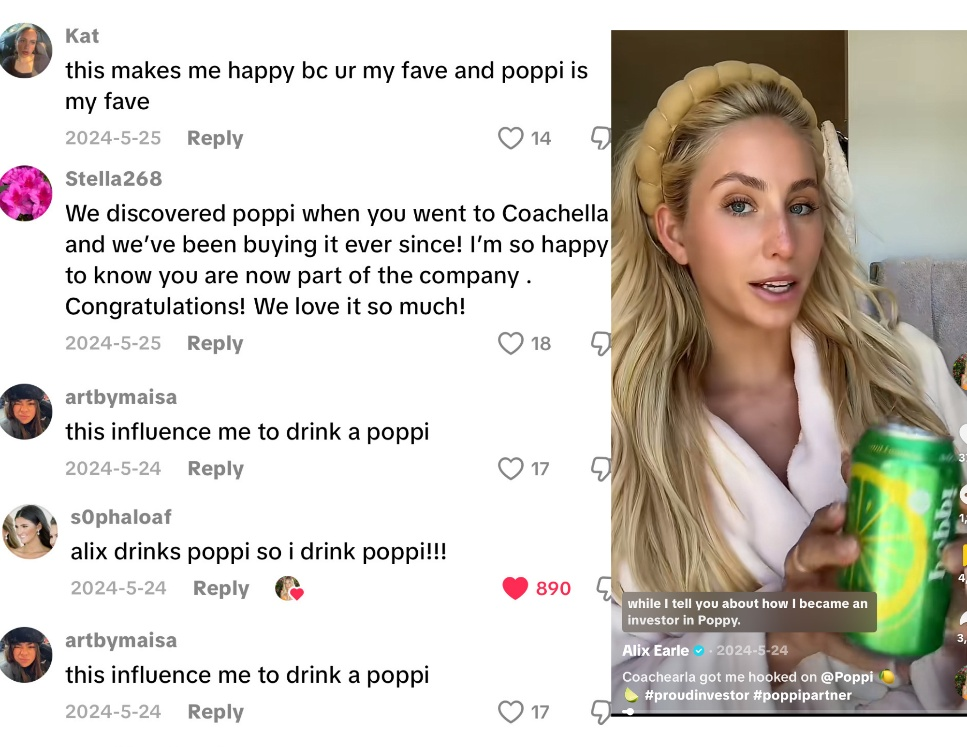 Kat
this makes me happy bc ur my fave and poppi is
my fave
2024-5-25 Reply 14
Stella268
We discovered poppi when you went to Coachella
and we’ve been buying it ever since! I’m so happy
to know you are now part of the company .
Congratulations! We love it so much!
2024-5-25 Reply 18
artbymaisa
this influence me to drink a poppi
2024-5-24 Reply 17
s0phaloaf
alix drinks poppi so i drink poppi!!!
2024-5-24 Reply 890
artbymaisa
this influence me to drink a poppi
2024-5-24 Reply 17
poppi
while I tell you about how I became an
investor in Poppy.
Alix Earle · 2024-5-24
Coachearla got me hooked on @Poppi 🍋
🍋‍🟩 #proudinvestor #poppipartner